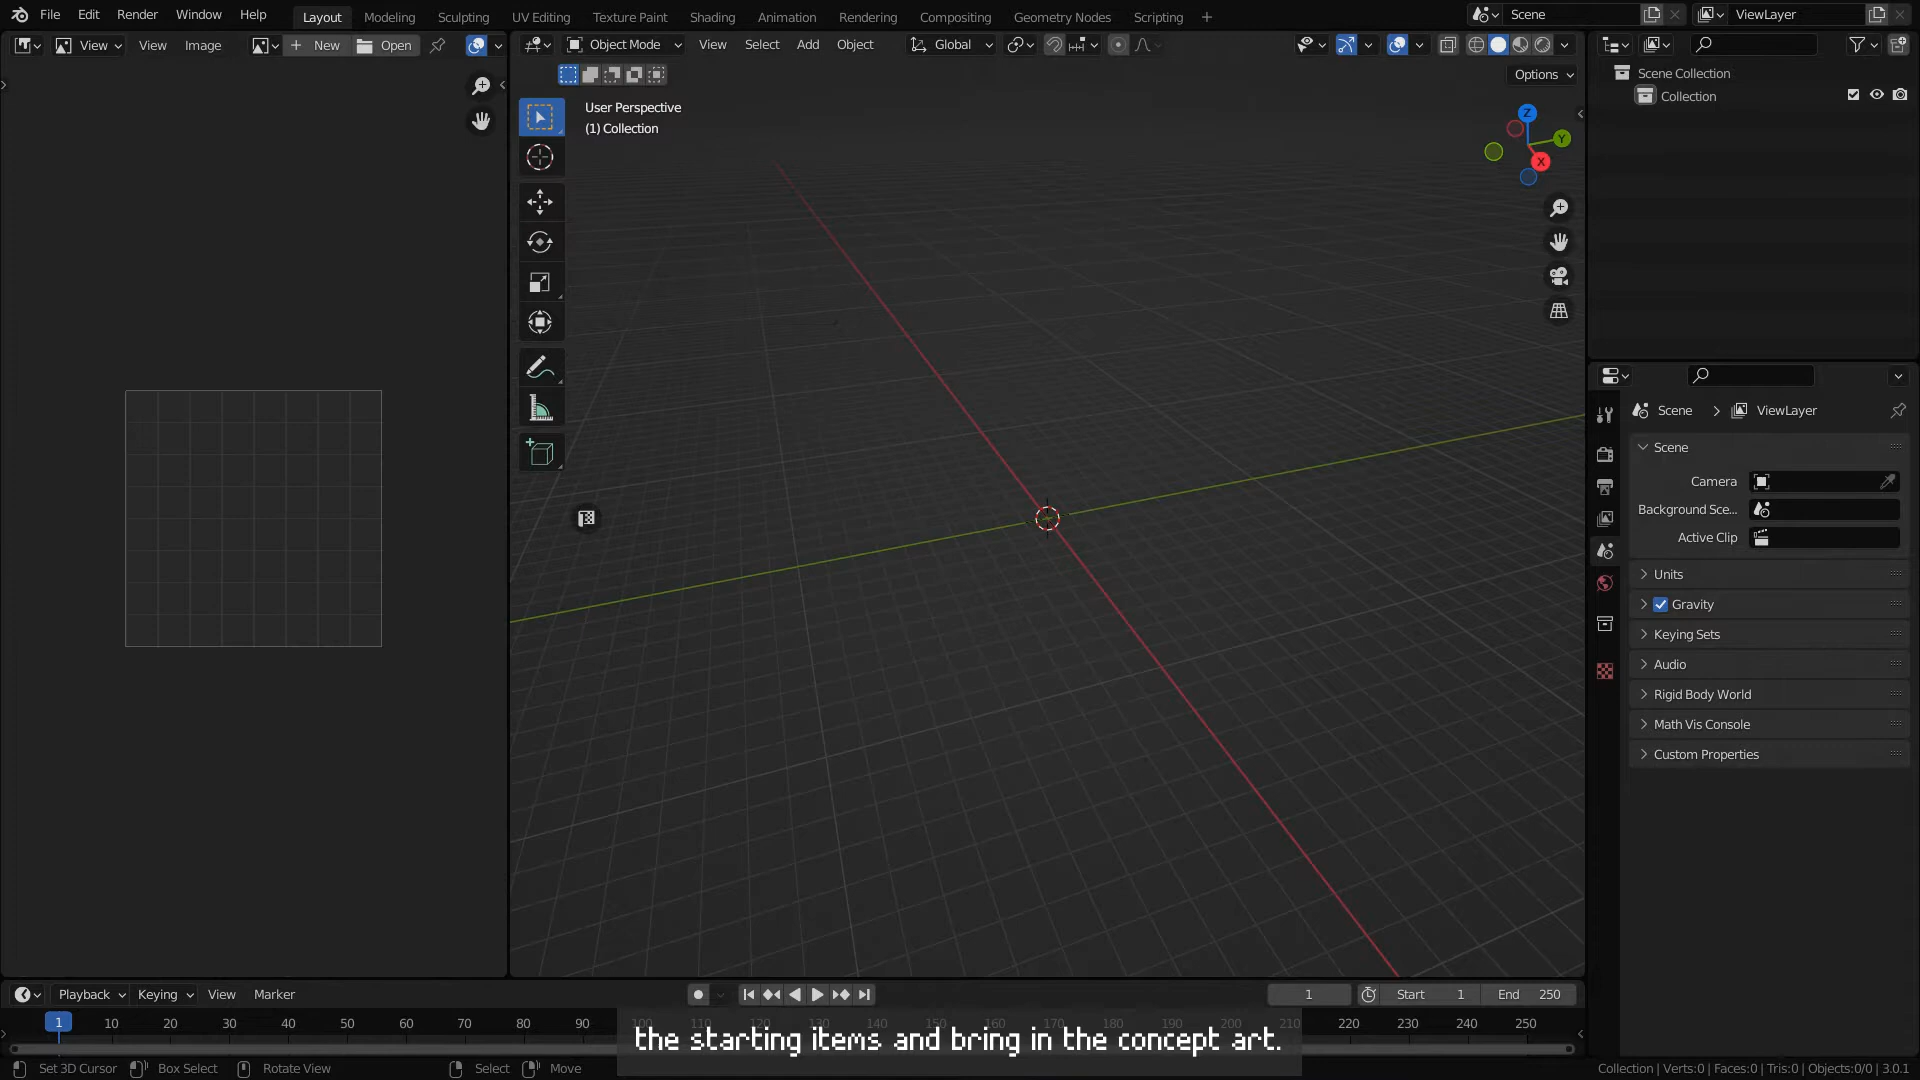 File Edit Render Window Help Layout Modeling Sculpting UV Editing Texture Paint Shading Animation Rendering Compositing Geometry Nodes Scripting + Scene ViewLayer
View View Image New Open Object Mode View Select Add Object Global
Options
User Perspective
(1) Collection
Z
Y
X
Scene Collection
Collection
Scene > ViewLayer
Scene
Camera
Background Sce...
Active Clip
Units
Gravity
Keying Sets
Audio
Rigid Body World
Math Vis Console
Custom Properties
Playback Keying View Marker 1 Start 1 End 250
1 10 20 30 40 50 60 70 80 90 100 110 120 130 140 150 160 170 180 190 200 210 220 230 240 250
the starting items and bring in the concept art.
Set 3D Cursor Box Select Rotate View Select Move Collection | Verts:0 | Faces:0 | Tris:0 | Objects:0/0 | 3.0.1